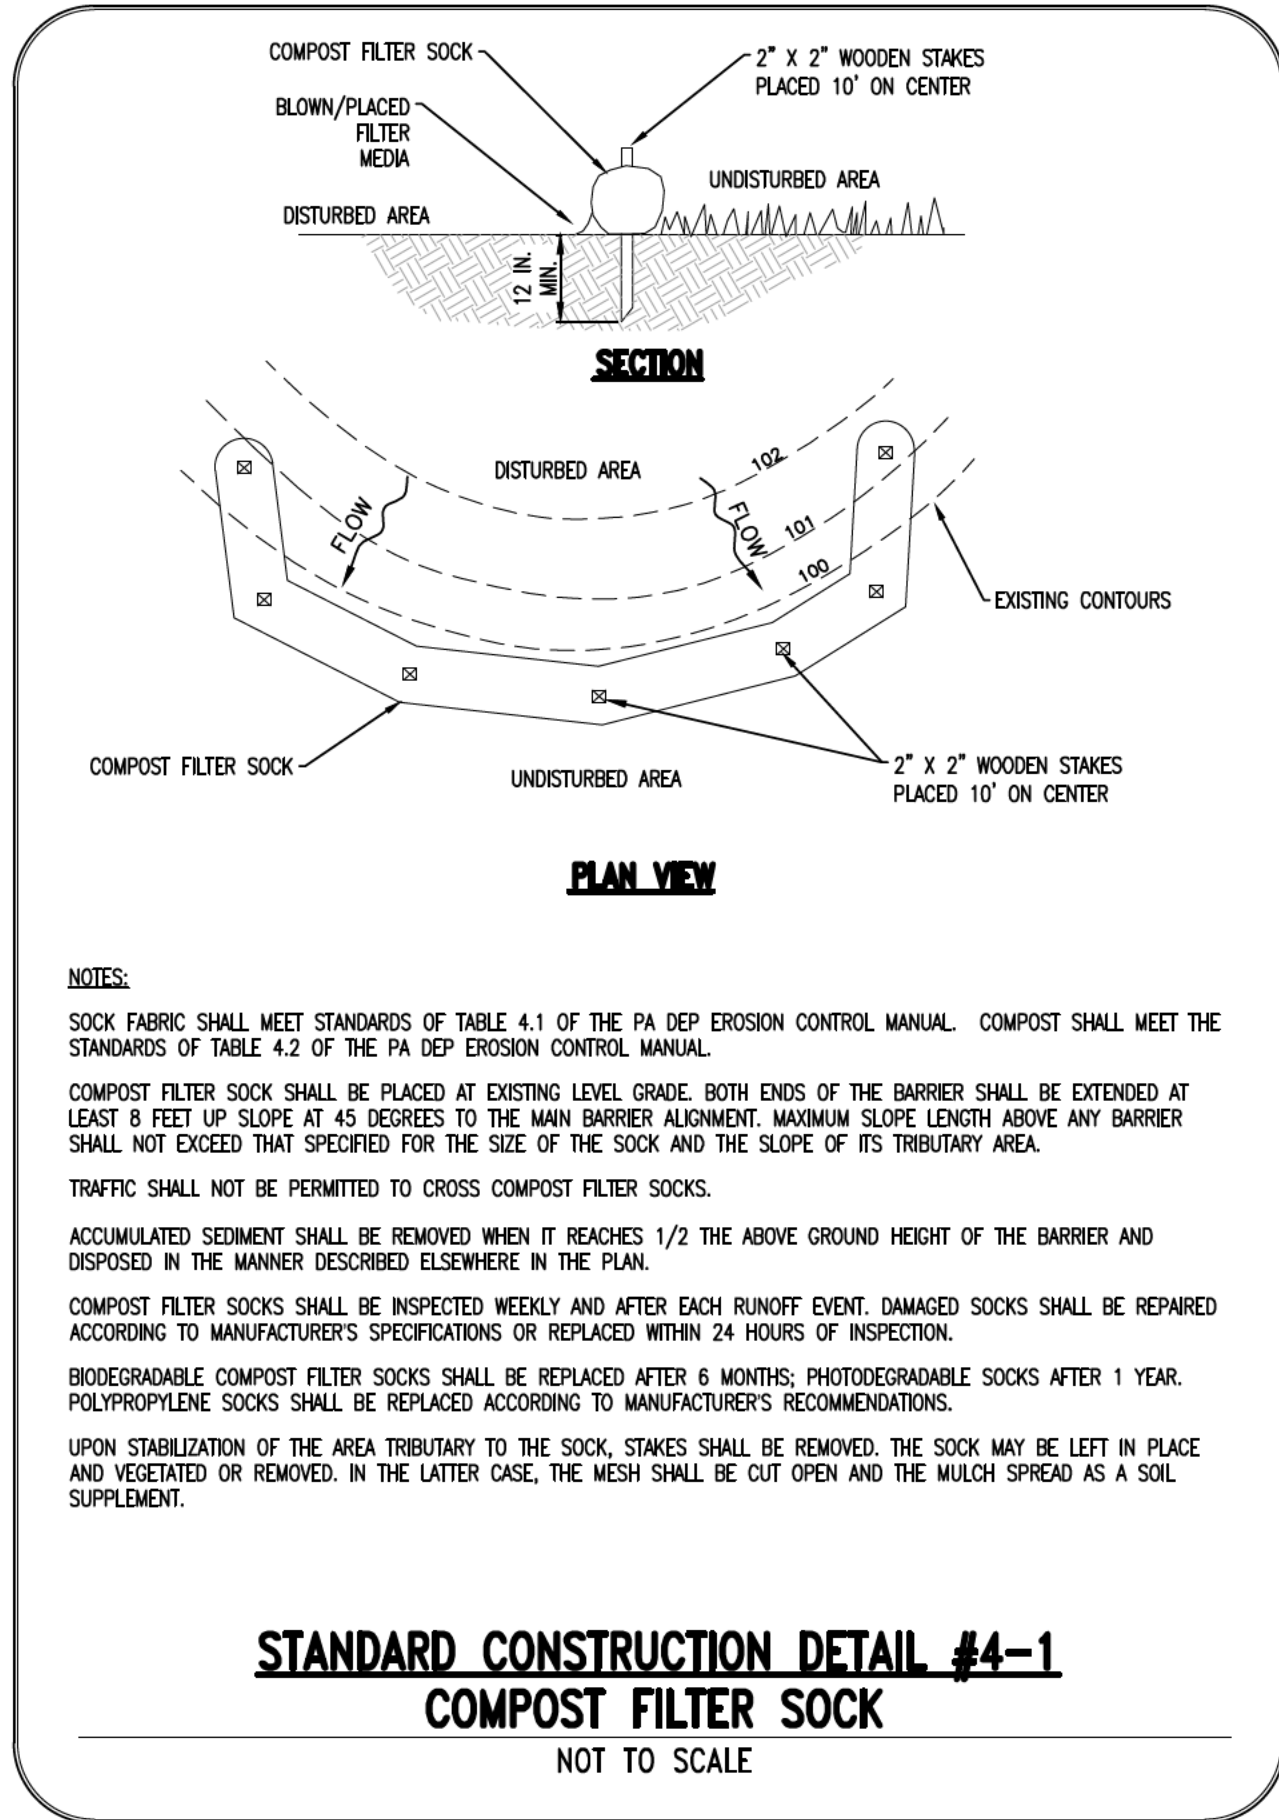 COMPOST FILTER SOCK
2" X 2" WOODEN STAKES
PLACED 10' ON CENTER
BLOWN/PLACED
FILTER
MEDIA
UNDISTURBED AREA
DISTURBED AREA
12 IN.
MIN.
SECTION
DISTURBED AREA
102
FLOW
FLOW
101
100
EXISTING CONTOURS
COMPOST FILTER SOCK
UNDISTURBED AREA
2" X 2" WOODEN STAKES
PLACED 10' ON CENTER
PLAN VIEW
NOTES:
SOCK FABRIC SHALL MEET STANDARDS OF TABLE 4.1 OF THE PA DEP EROSION CONTROL MANUAL. COMPOST SHALL MEET THE
STANDARDS OF TABLE 4.2 OF THE PA DEP EROSION CONTROL MANUAL.
COMPOST FILTER SOCK SHALL BE PLACED AT EXISTING LEVEL GRADE. BOTH ENDS OF THE BARRIER SHALL BE EXTENDED AT
LEAST 8 FEET UP SLOPE AT 45 DEGREES TO THE MAIN BARRIER ALIGNMENT. MAXIMUM SLOPE LENGTH ABOVE ANY BARRIER
SHALL NOT EXCEED THAT SPECIFIED FOR THE SIZE OF THE SOCK AND THE SLOPE OF ITS TRIBUTARY AREA.
TRAFFIC SHALL NOT BE PERMITTED TO CROSS COMPOST FILTER SOCKS.
ACCUMULATED SEDIMENT SHALL BE REMOVED WHEN IT REACHES 1/2 THE ABOVE GROUND HEIGHT OF THE BARRIER AND
DISPOSED IN THE MANNER DESCRIBED ELSEWHERE IN THE PLAN.
COMPOST FILTER SOCKS SHALL BE INSPECTED WEEKLY AND AFTER EACH RUNOFF EVENT. DAMAGED SOCKS SHALL BE REPAIRED
ACCORDING TO MANUFACTURER'S SPECIFICATIONS OR REPLACED WITHIN 24 HOURS OF INSPECTION.
BIODEGRADABLE COMPOST FILTER SOCKS SHALL BE REPLACED AFTER 6 MONTHS; PHOTODEGRADABLE SOCKS AFTER 1 YEAR.
POLYPROPYLENE SOCKS SHALL BE REPLACED ACCORDING TO MANUFACTURER'S RECOMMENDATIONS.
UPON STABILIZATION OF THE AREA TRIBUTARY TO THE SOCK, STAKES SHALL BE REMOVED. THE SOCK MAY BE LEFT IN PLACE
AND VEGETATED OR REMOVED. IN THE LATTER CASE, THE MESH SHALL BE CUT OPEN AND THE MULCH SPREAD AS A SOIL
SUPPLEMENT.
STANDARD CONSTRUCTION DETAIL #4-1
COMPOST FILTER SOCK
NOT TO SCALE